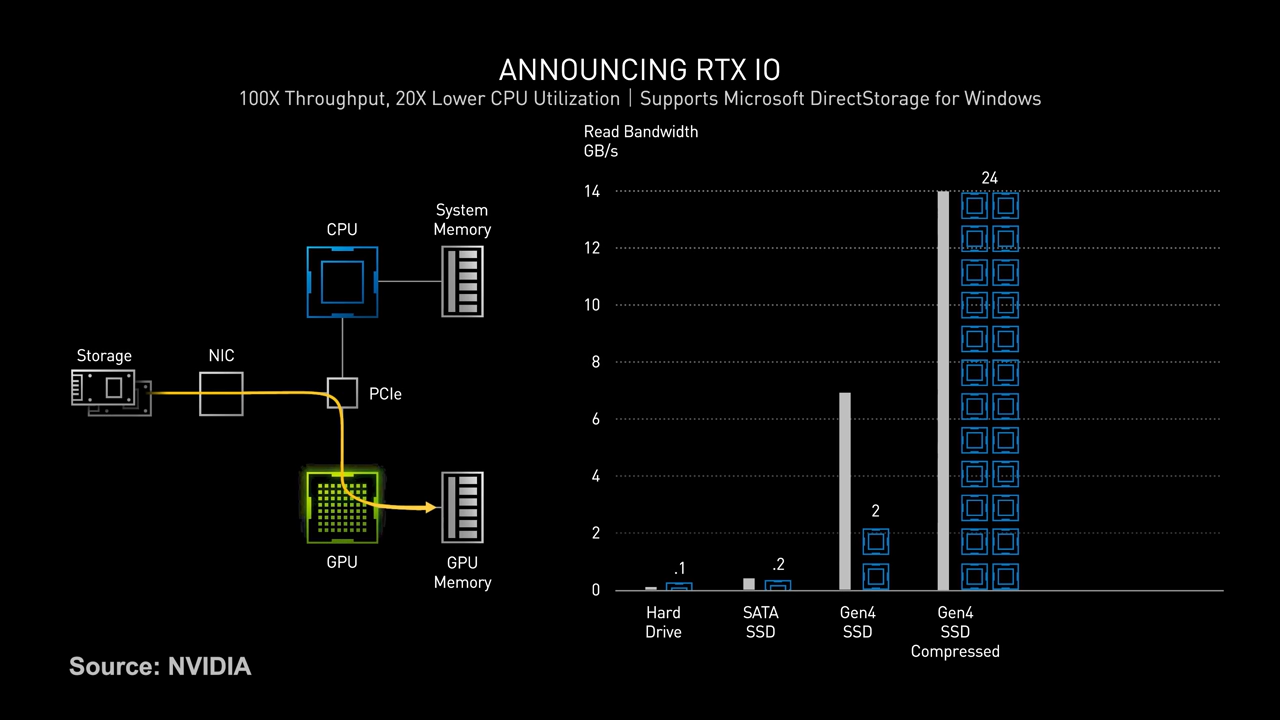 ANNOUNCING RTX IO
100X Throughput, 20X Lower CPU Utilization | Supports Microsoft DirectStorage for Windows
Read Bandwidth
GB/s
24
14
12
10
8
6
4
2
0
.1
.2
2
Hard
Drive
SATA
SSD
Gen4
SSD
Gen4
SSD
Compressed
CPU
System
Memory
Storage
NIC
PCIe
GPU
GPU
Memory
Source: NVIDIA